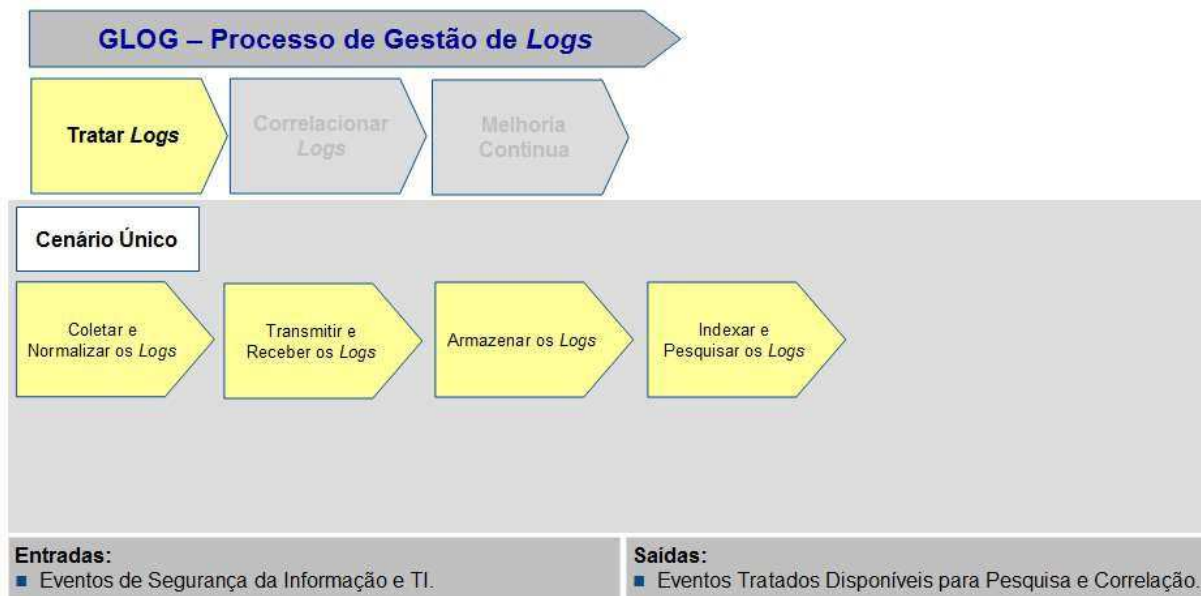 GLOG – Processo de Gestão de Logs
Tratar Logs
Correlacionar
Logs
Melhoria
Continua
Cenário Único
Coletar e
Normalizar os Logs
Transmitir e
Receber os Logs
Armazenar os Logs
Indexar e
Pesquisar os Logs
Entradas:
■ Eventos de Segurança da Informação e TI.
Saídas:
■ Eventos Tratados Disponíveis para Pesquisa e Correlação.